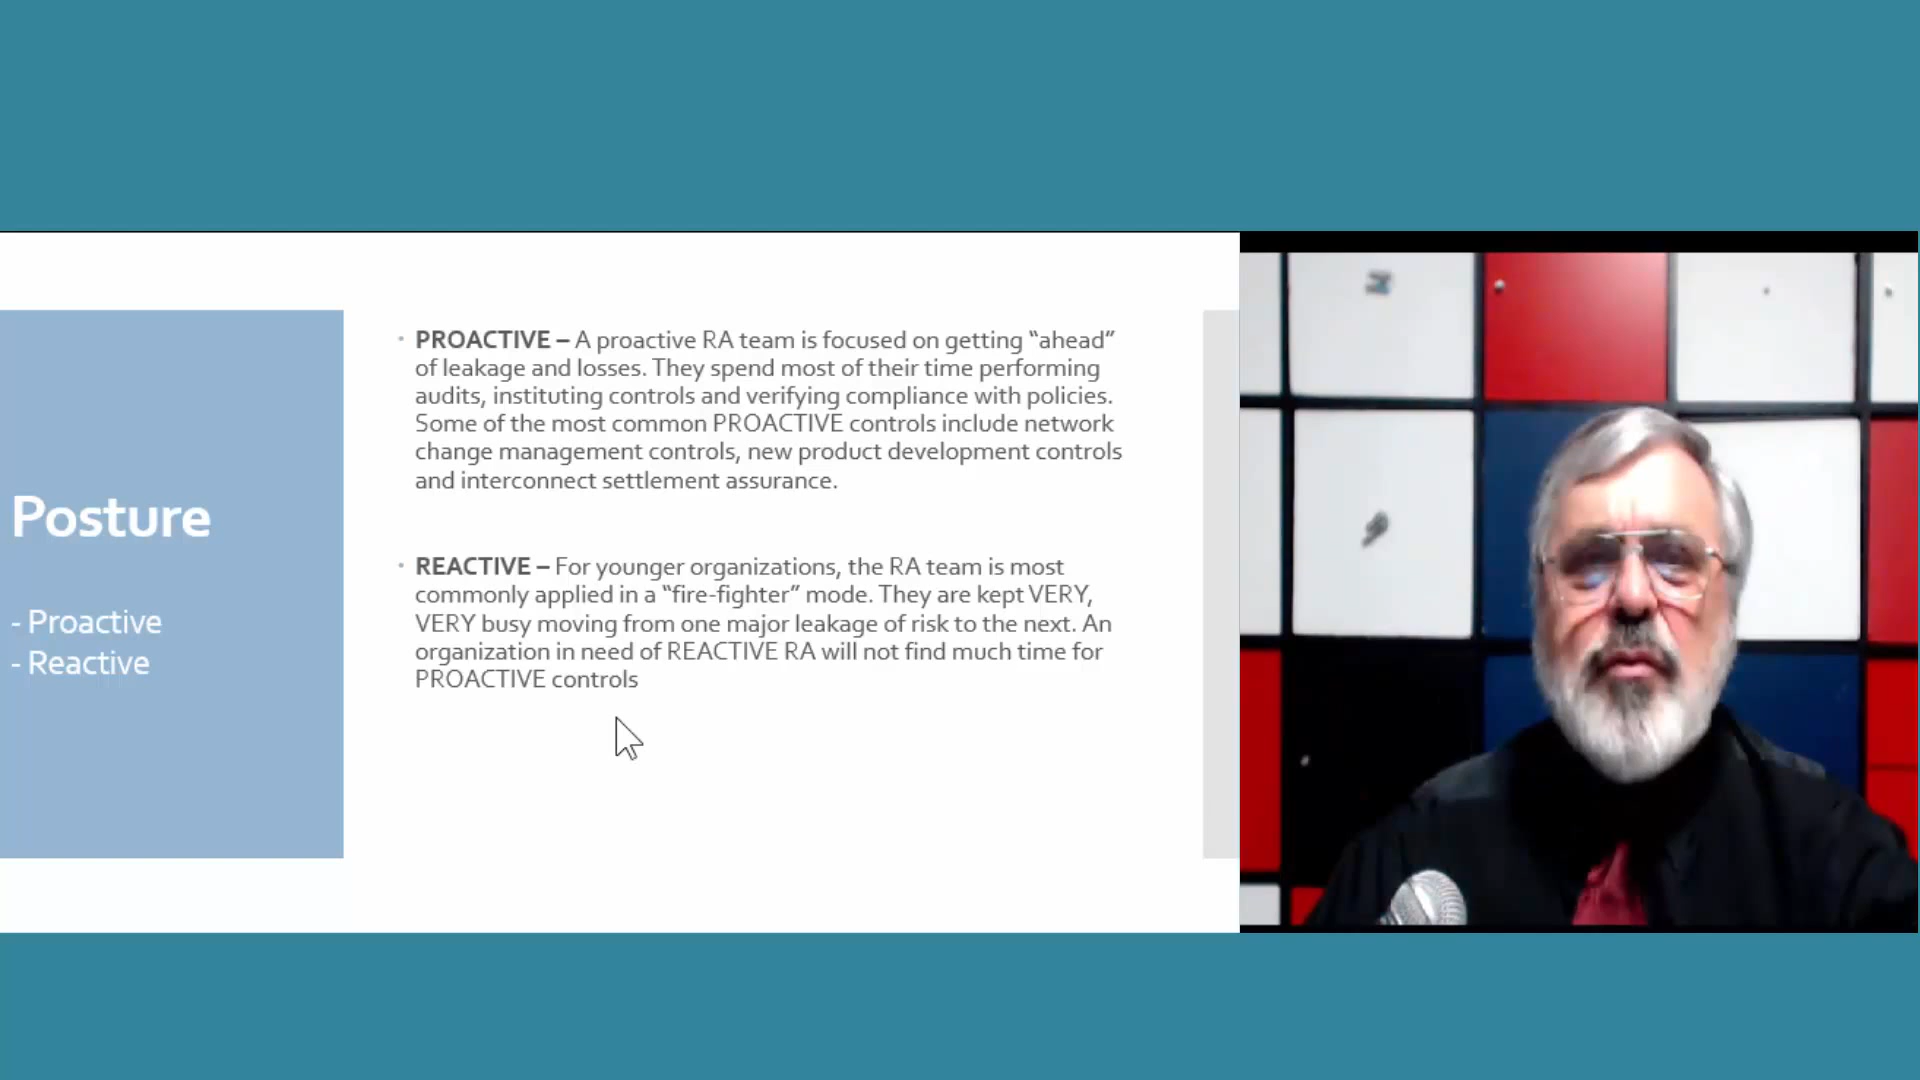 Posture
- Proactive
- Reactive
• PROACTIVE – A proactive RA team is focused on getting “ahead”
of leakage and losses. They spend most of their time performing
audits, instituting controls and verifying compliance with policies.
Some of the most common PROACTIVE controls include network
change management controls, new product development controls
and interconnect settlement assurance.
• REACTIVE – For younger organizations, the RA team is most
commonly applied in a “fire-fighter” mode. They are kept VERY,
VERY busy moving from one major leakage of risk to the next. An
organization in need of REACTIVE RA will not find much time for
PROACTIVE controls